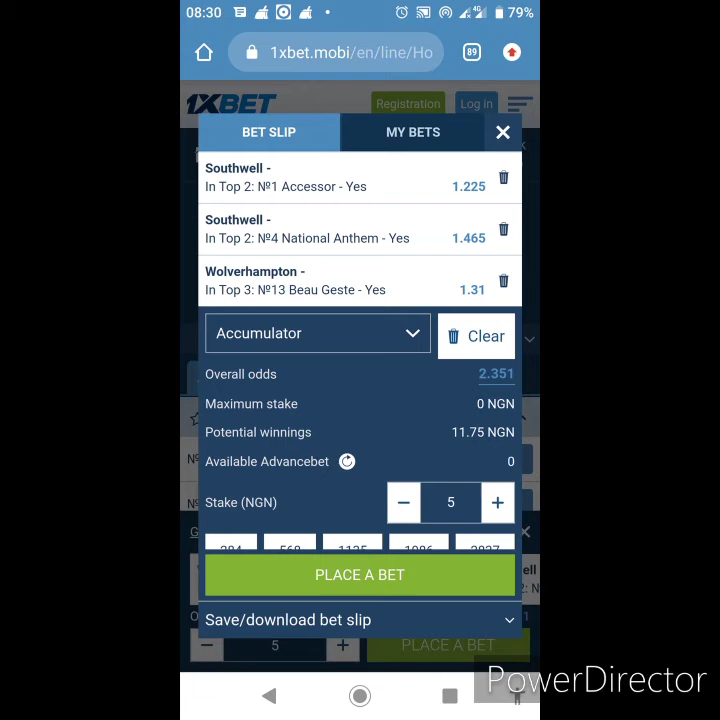 08:30
4G
79%
1xbet.mobi/en/line/Ho
89
1XBET
Registration
Log in
BET SLIP
MY BETS
Southwell -
In Top 2: №1 Accessor - Yes
1.225
Southwell -
In Top 2: №4 National Anthem - Yes
1.465
Wolverhampton -
In Top 3: №13 Beau Geste - Yes
1.31
Accumulator
Clear
Overall odds
2.351
Maximum stake
0 NGN
Potential winnings
11.75 NGN
Available Advancebet
0
Stake (NGN)
5
PLACE A BET
Save/download bet slip
5
PLACE A BET
PowerDirector